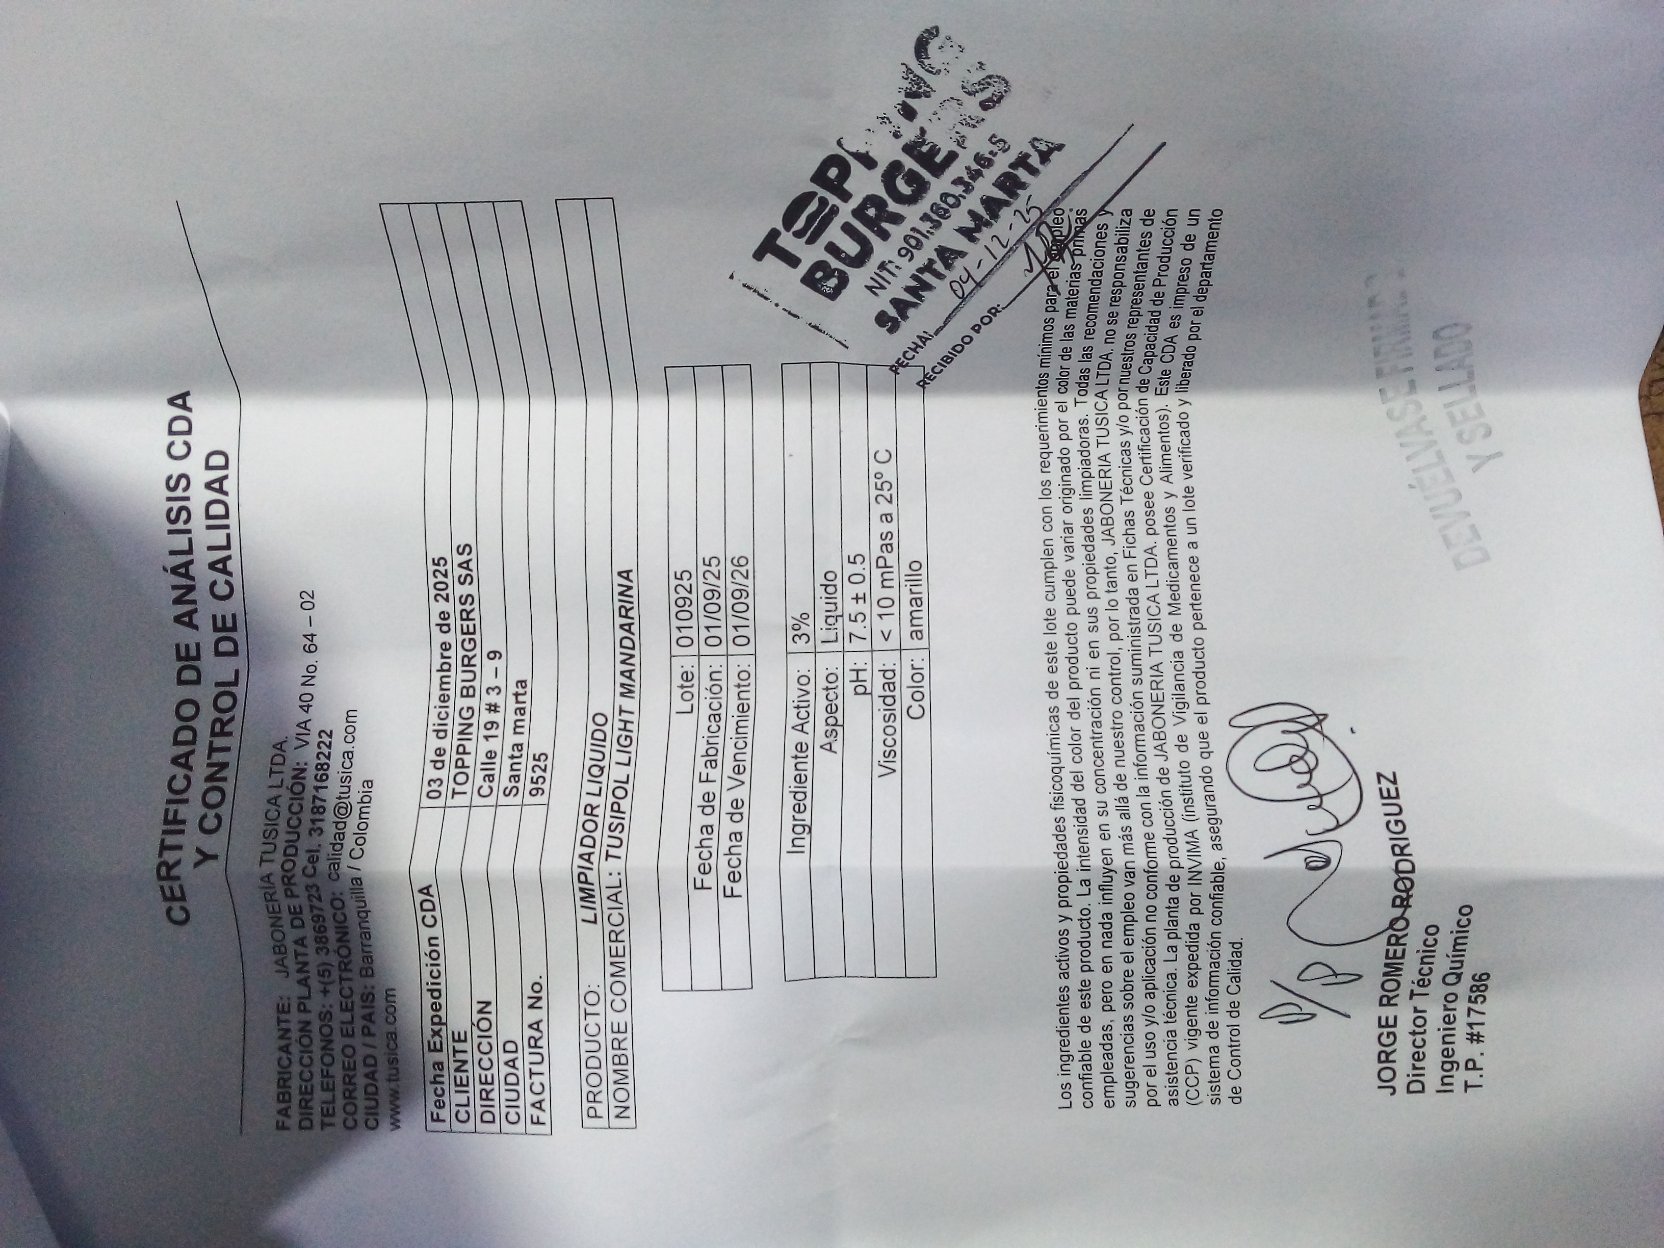 CERTIFICADO DE ANÁLISIS CDA
Y CONTROL DE CALIDAD
FABRICANTE: JABONERÍA TUSICA LTDA.
DIRECCIÓN PLANTA DE PRODUCCIÓN: VIA 40 No. 64 – 02
TELEFONOS: +(5) 3869723 Cel. 3187168222
CORREO ELECTRÓNICO: calidad@tusica.com
CIUDAD / PAIS: Barranquilla / Colombia
www.tusica.com
Fecha Expedición CDA 03 de diciembre de 2025
CLIENTE TOPPING BURGERS SAS
DIRECCIÓN Calle 19 # 3 – 9
CIUDAD Santa marta
FACTURA No. 9525
PRODUCTO: LIMPIADOR LIQUIDO
NOMBRE COMERCIAL: TUSIPOL LIGHT MANDARINA
Lote: 010925
Fecha de Fabricación: 01/09/25
Fecha de Vencimiento: 01/09/26
Ingrediente Activo: 3%
Aspecto: Liquido
pH: 7.5 ± 0.5
Viscosidad: < 10 mPas a 25° C
Color: amarillo
TOPPING
BURGERS
NIT: 901.360.346-5
SANTA MARTA
FECHA: 04-12-25
RECIBIDO POR:
Los ingredientes activos y propiedades fisicoquímicas de este lote cumplen con los requerimientos mínimos para el empleo
confiable de este producto. La intensidad del color del producto puede variar originado por el color de las materias primas
empleadas, pero en nada influyen en su concentración ni en sus propiedades limpiadoras. Todas las recomendaciones y
sugerencias sobre el empleo van más allá de nuestro control, por lo tanto, JABONERIA TUSICA LTDA. no se responsabiliza
por el uso y/o aplicación no conforme con la información suministrada en Fichas Técnicas y/o por nuestros representantes de
asistencia técnica. La planta de producción de JABONERIA TUSICA LTDA. posee Certificación de Capacidad de Producción
(CCP) vigente expedida por INVIMA (instituto de Vigilancia de Medicamentos y Alimentos). Este CDA es impreso de un
sistema de información confiable, asegurando que el producto pertenece a un lote verificado y liberado por el departamento
de Control de Calidad.
P/P
JORGE ROMERO RODRIGUEZ
Director Técnico
Ingeniero Químico
T.P. #17586
DEVUÉLVASE FIRMADO
Y SELLADO